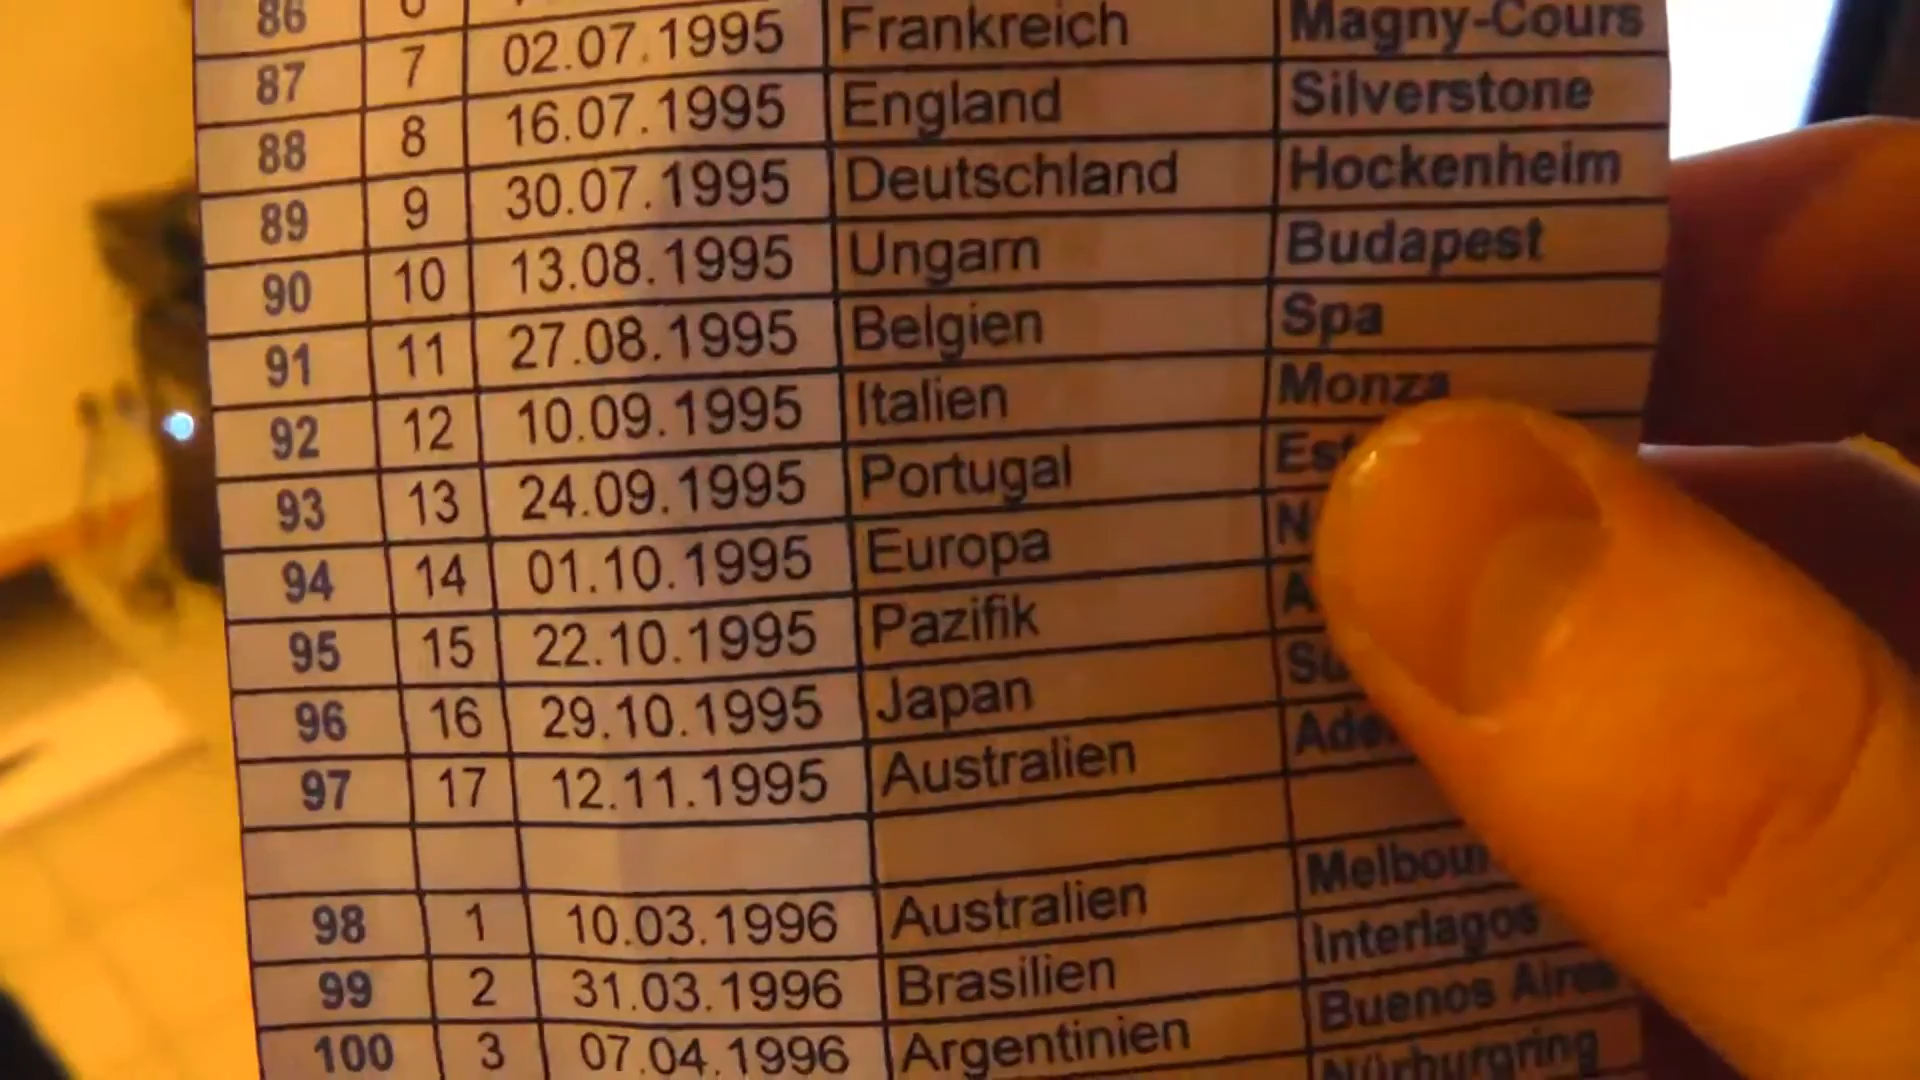 86
87 7 02.07.1995 Frankreich Magny-Cours
88 8 16.07.1995 England Silverstone
89 9 30.07.1995 Deutschland Hockenheim
90 10 13.08.1995 Ungarn Budapest
91 11 27.08.1995 Belgien Spa
92 12 10.09.1995 Italien Monza
93 13 24.09.1995 Portugal
94 14 01.10.1995 Europa
95 15 22.10.1995 Pazifik
96 16 29.10.1995 Japan
97 17 12.11.1995 Australien
98 1 10.03.1996 Australien
99 2 31.03.1996 Brasilien Interlagos
100 3 07.04.1996 Argentinien Buenos Aires
Nürburgring